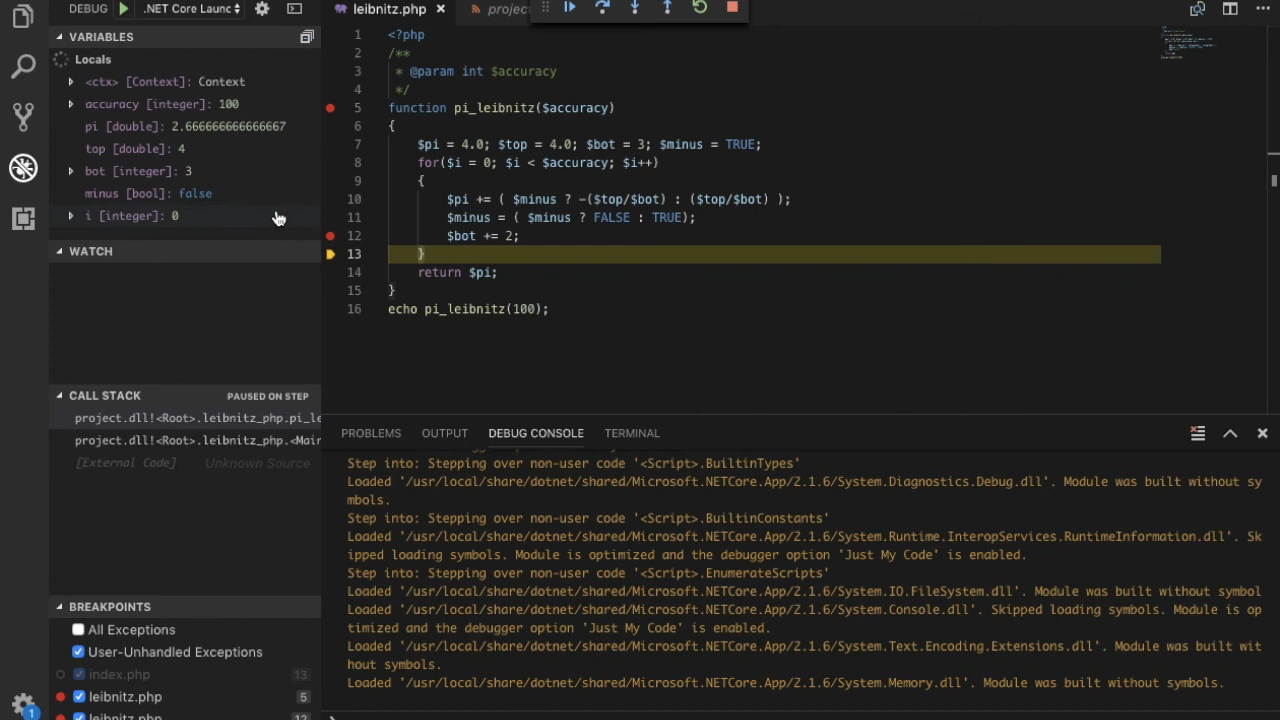 DEBUG
.NET Core Launc
VARIABLES
Locals
<ctx> [Context]: Context
accuracy [integer]: 100
pi [double]: 2.666666666666667
top [double]: 4
bot [integer]: 3
minus [bool]: false
i [integer]: 0
WATCH
CALL STACK
PAUSED ON STEP
project.dll!<Root>.leibnitz_php.pi_le
project.dll!<Root>.leibnitz_php.<Main
[External Code] Unknown Source
BREAKPOINTS
All Exceptions
User-Unhandled Exceptions
index.php 13
leibnitz.php 5
leibnitz.php 12
1
leibnitz.php
project
1 <?php
2 /**
3 * @param int $accuracy
4 */
5 function pi_leibnitz($accuracy)
6 {
7 $pi = 4.0; $top = 4.0; $bot = 3; $minus = TRUE;
8 for($i = 0; $i < $accuracy; $i++)
9 {
10 $pi += ( $minus ? -($top/$bot) : ($top/$bot) );
11 $minus = ( $minus ? FALSE : TRUE);
12 $bot += 2;
13 }
14 return $pi;
15 }
16 echo pi_leibnitz(100);
PROBLEMS OUTPUT DEBUG CONSOLE TERMINAL
Step into: Stepping over non-user code '<Script>.BuiltinTypes'
Loaded '/usr/local/share/dotnet/shared/Microsoft.NETCore.App/2.1.6/System.Diagnostics.Debug.dll'. Module was built without sy
mbols.
Step into: Stepping over non-user code '<Script>.BuiltinConstants'
Loaded '/usr/local/share/dotnet/shared/Microsoft.NETCore.App/2.1.6/System.Runtime.InteropServices.RuntimeInformation.dll'. Sk
ipped loading symbols. Module is optimized and the debugger option 'Just My Code' is enabled.
Step into: Stepping over non-user code '<Script>.EnumerateScripts'
Loaded '/usr/local/share/dotnet/shared/Microsoft.NETCore.App/2.1.6/System.IO.FileSystem.dll'. Module was built without symbol
Loaded '/usr/local/share/dotnet/shared/Microsoft.NETCore.App/2.1.6/System.Console.dll'. Skipped loading symbols. Module is op
timized and the debugger option 'Just My Code' is enabled.
Loaded '/usr/local/share/dotnet/shared/Microsoft.NETCore.App/2.1.6/System.Text.Encoding.Extensions.dll'. Module was built wit
hout symbols.
Loaded '/usr/local/share/dotnet/shared/Microsoft.NETCore.App/2.1.6/System.Memory.dll'. Module was built without symbols.